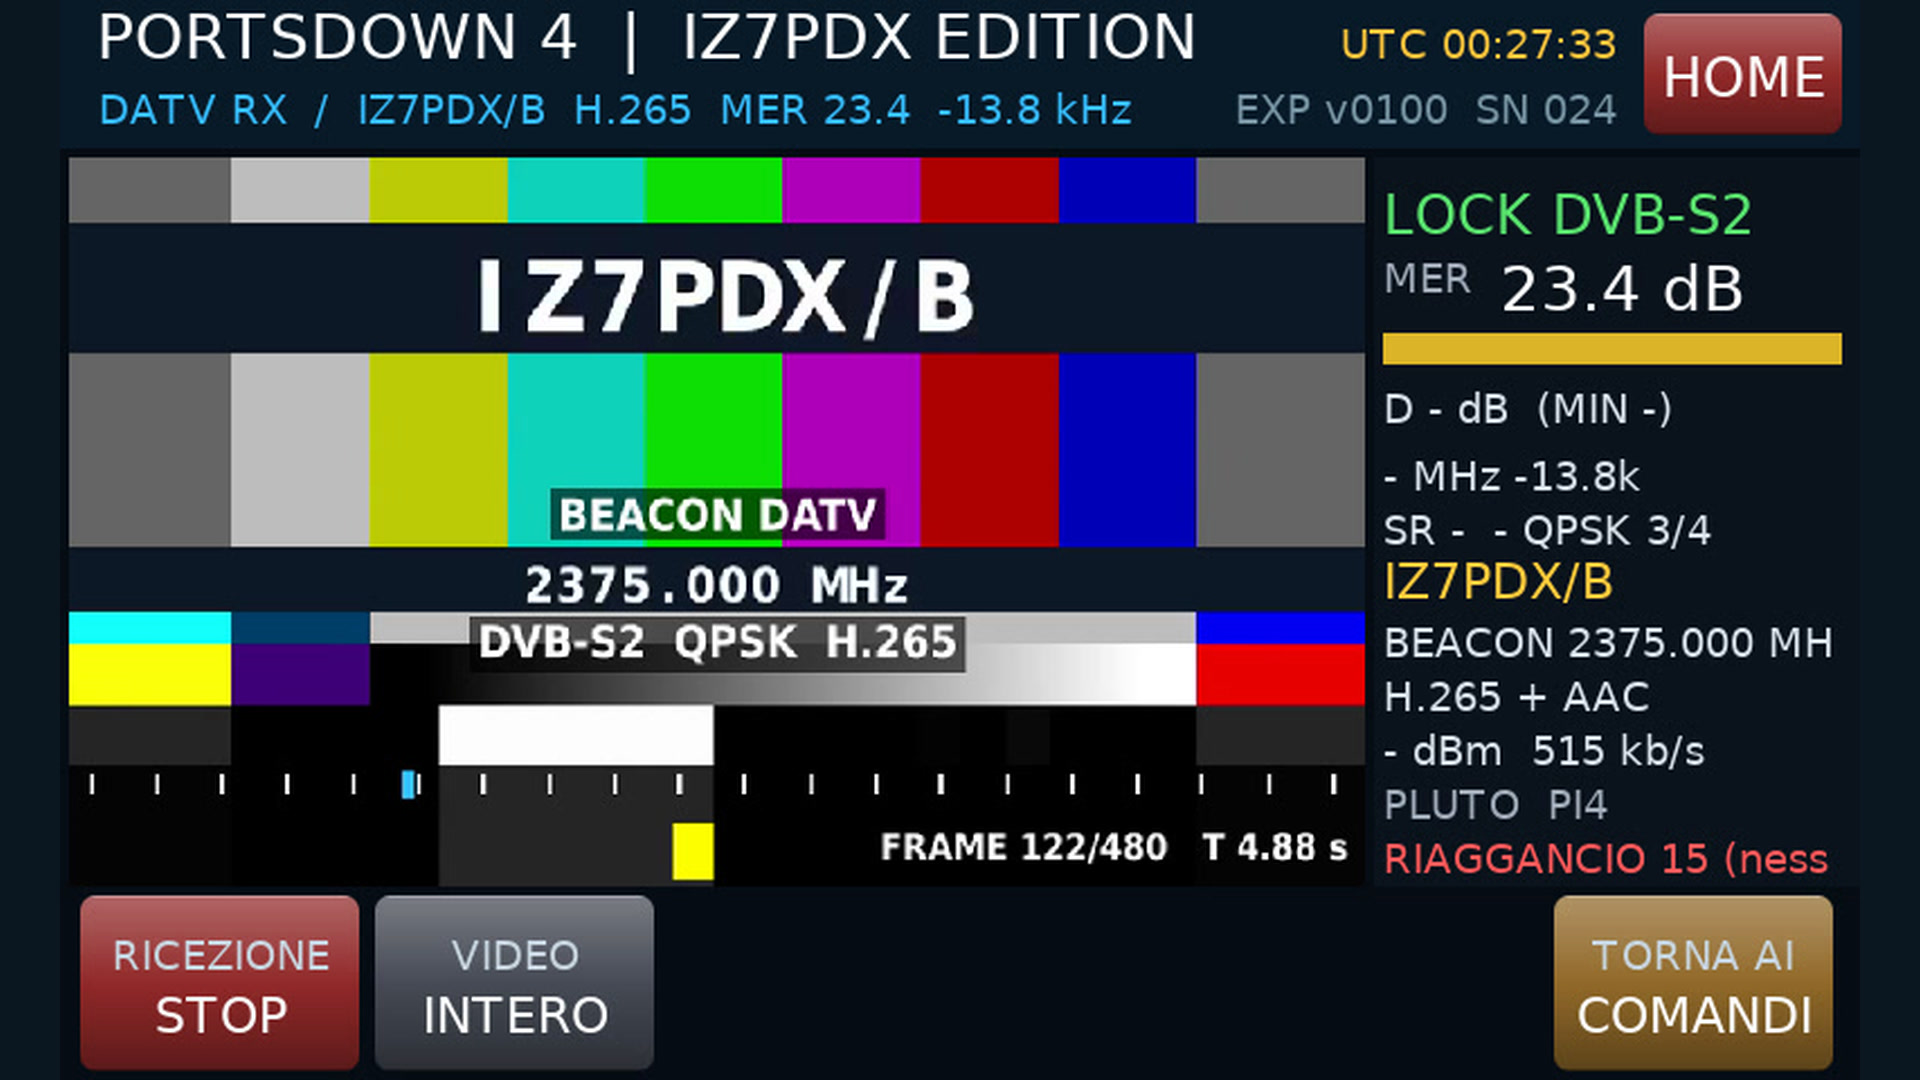 PORTSDOWN 4 | IZ7PDX EDITION
UTC 00:27:33
HOME
DATV RX / IZ7PDX/B H.265 MER 23.4 -13.8 kHz
EXP v0100 SN 024
IZ7PDX/B
BEACON DATV
2375.000 MHz
DVB-S2 QPSK H.265
FRAME 122/480 T 4.88 s
LOCK DVB-S2
MER 23.4 dB
D - dB (MIN -)
- MHz -13.8k
SR - - QPSK 3/4
IZ7PDX/B
BEACON 2375.000 MH
H.265 + AAC
- dBm 515 kb/s
PLUTO PI4
RIAGGANCIO 15 (ness
RICEZIONE
STOP
VIDEO
INTERO
TORNA AI
COMANDI